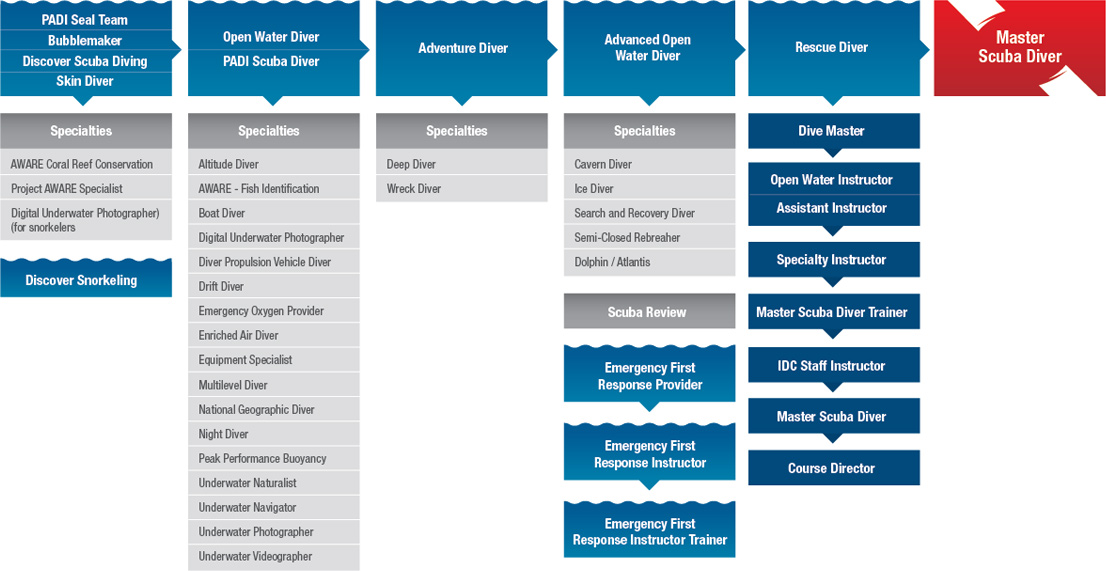 PADI Seal Team
Bubblemaker
Discover Scuba Diving
Skin Diver
Specialties
AWARE Coral Reef Conservation
Project AWARE Specialist
Digital Underwater Photographer)
(for snorkelers
Discover Snorkeling
Open Water Diver
PADI Scuba Diver
Specialties
Altitude Diver
AWARE - Fish Identification
Boat Diver
Digital Underwater Photographer
Diver Propulsion Vehicle Diver
Drift Diver
Emergency Oxygen Provider
Enriched Air Diver
Equipment Specialist
Multilevel Diver
National Geographic Diver
Night Diver
Peak Performance Buoyancy
Underwater Naturalist
Underwater Navigator
Underwater Photographer
Underwater Videographer
Adventure Diver
Specialties
Deep Diver
Wreck Diver
Advanced Open
Water Diver
Specialties
Cavern Diver
Ice Diver
Search and Recovery Diver
Semi-Closed Rebreaher
Dolphin / Atlantis
Scuba Review
Emergency First
Response Provider
Emergency First
Response Instructor
Emergency First
Response Instructor Trainer
Rescue Diver
Dive Master
Open Water Instructor
Assistant Instructor
Specialty Instructor
Master Scuba Diver Trainer
IDC Staff Instructor
Master Scuba Diver
Course Director
Master
Scuba Diver